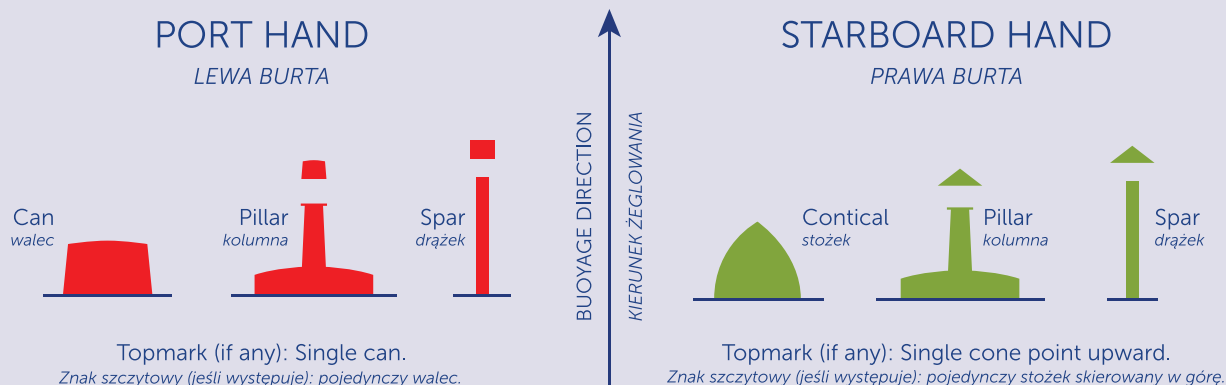 PORT HAND
LEWA BURTA
Can
walec
Pillar
kolumna
Spar
drążek
Topmark (if any): Single can.
Znak szczytowy (jeśli występuje): pojedynczy walec.
BUOYAGE DIRECTION
KIERUNEK ŻEGLOWANIA
STARBOARD HAND
PRAWA BURTA
Contical
stożek
Pillar
kolumna
Spar
drążek
Topmark (if any): Single cone point upward.
Znak szczytowy (jeśli występuje): pojedynczy stożek skierowany w górę.